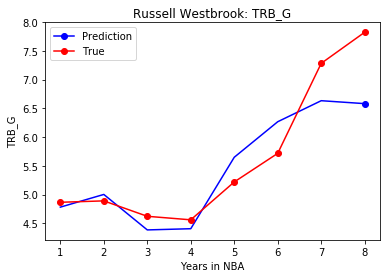 Russell Westbrook: TRB_G
Prediction
True
8.0
7.5
7.0
6.5
6.0
5.5
5.0
4.5
TRB_G
1 2 3 4 5 6 7 8
Years in NBA